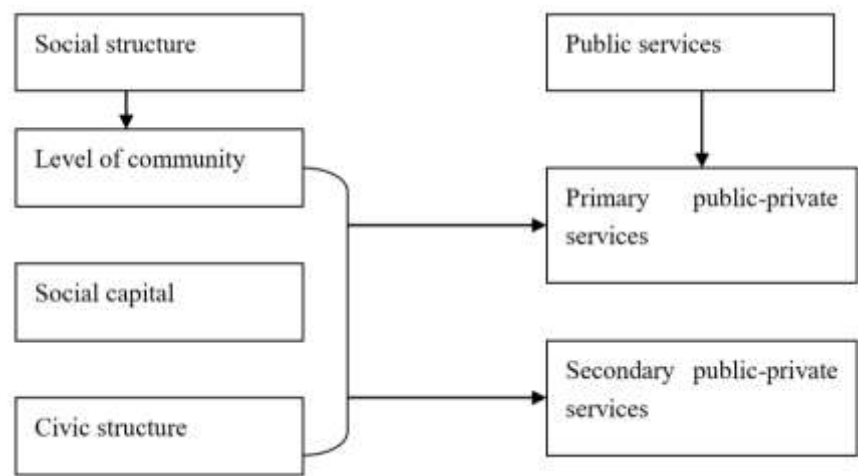 Social structure
Public services
Level of community
Primary public-private
services
Social capital
Secondary public-private
services
Civic structure